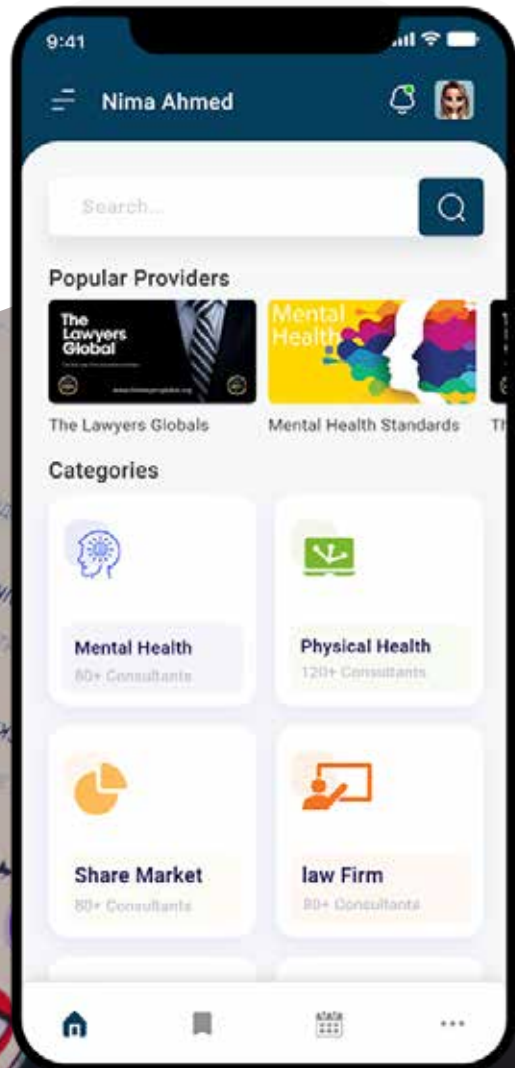 9:41
Nima Ahmed
Search...
Popular Providers
The
Lawyers
Global
Mental
Health
The Lawyers Globals
Mental Health Standards
Th
Categories
Mental Health
80+ Consultants
Physical Health
120+ Consultants
Share Market
80+ Consultants
law Firm
80+ Consultants